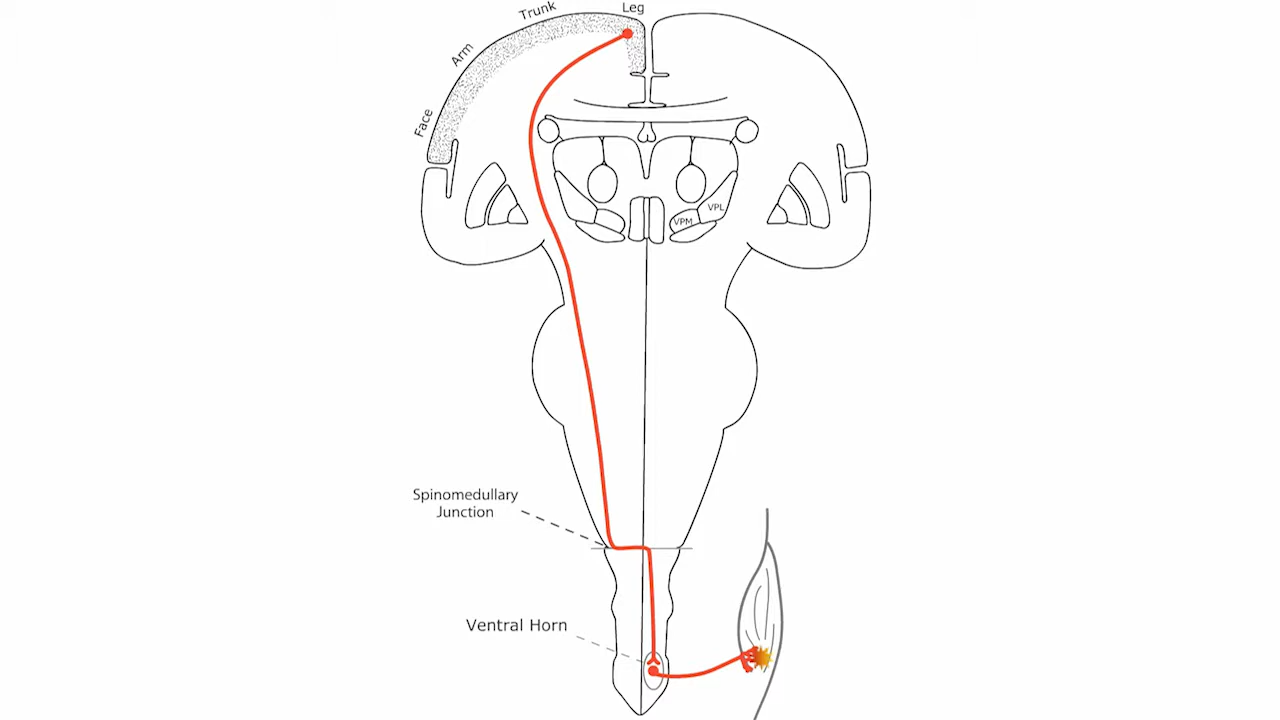 Leg
Trunk
Arm
Face
VPL
VPM
Spinomedullary
Junction
Ventral Horn